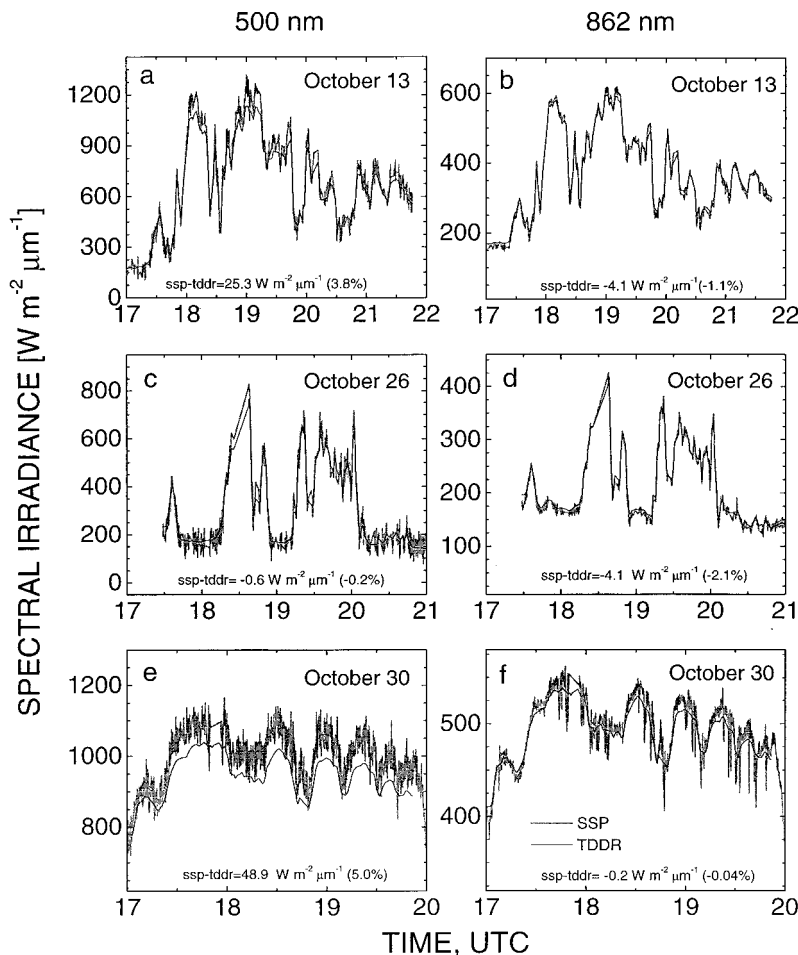 500 nm
862 nm
SPECTRAL IRRADIANCE [W m-2 μm-1]
a
October 13
1200
900
600
300
0
ssp-tddr=25.3 W m-2 μm-1 (3.8%)
17 18 19 20 21 22
b
October 13
600
400
200
0
ssp-tddr= -4.1 W m-2 μm-1 (-1.1%)
17 18 19 20 21 22
c
October 26
800
600
400
200
0
ssp-tddr= -0.6 W m-2 μm-1 (-0.2%)
17 18 19 20 21
d
October 26
400
300
200
100
ssp-tddr=-4.1 W m-2 μm-1 (-2.1%)
17 18 19 20 21
e
October 30
1200
1000
800
ssp-tddr=48.9 W m-2 μm-1 (5.0%)
17 18 19 20
f
October 30
500
400
SSP
TDDR
ssp-tddr= -0.2 W m-2 μm-1 (-0.04%)
17 18 19 20
TIME, UTC